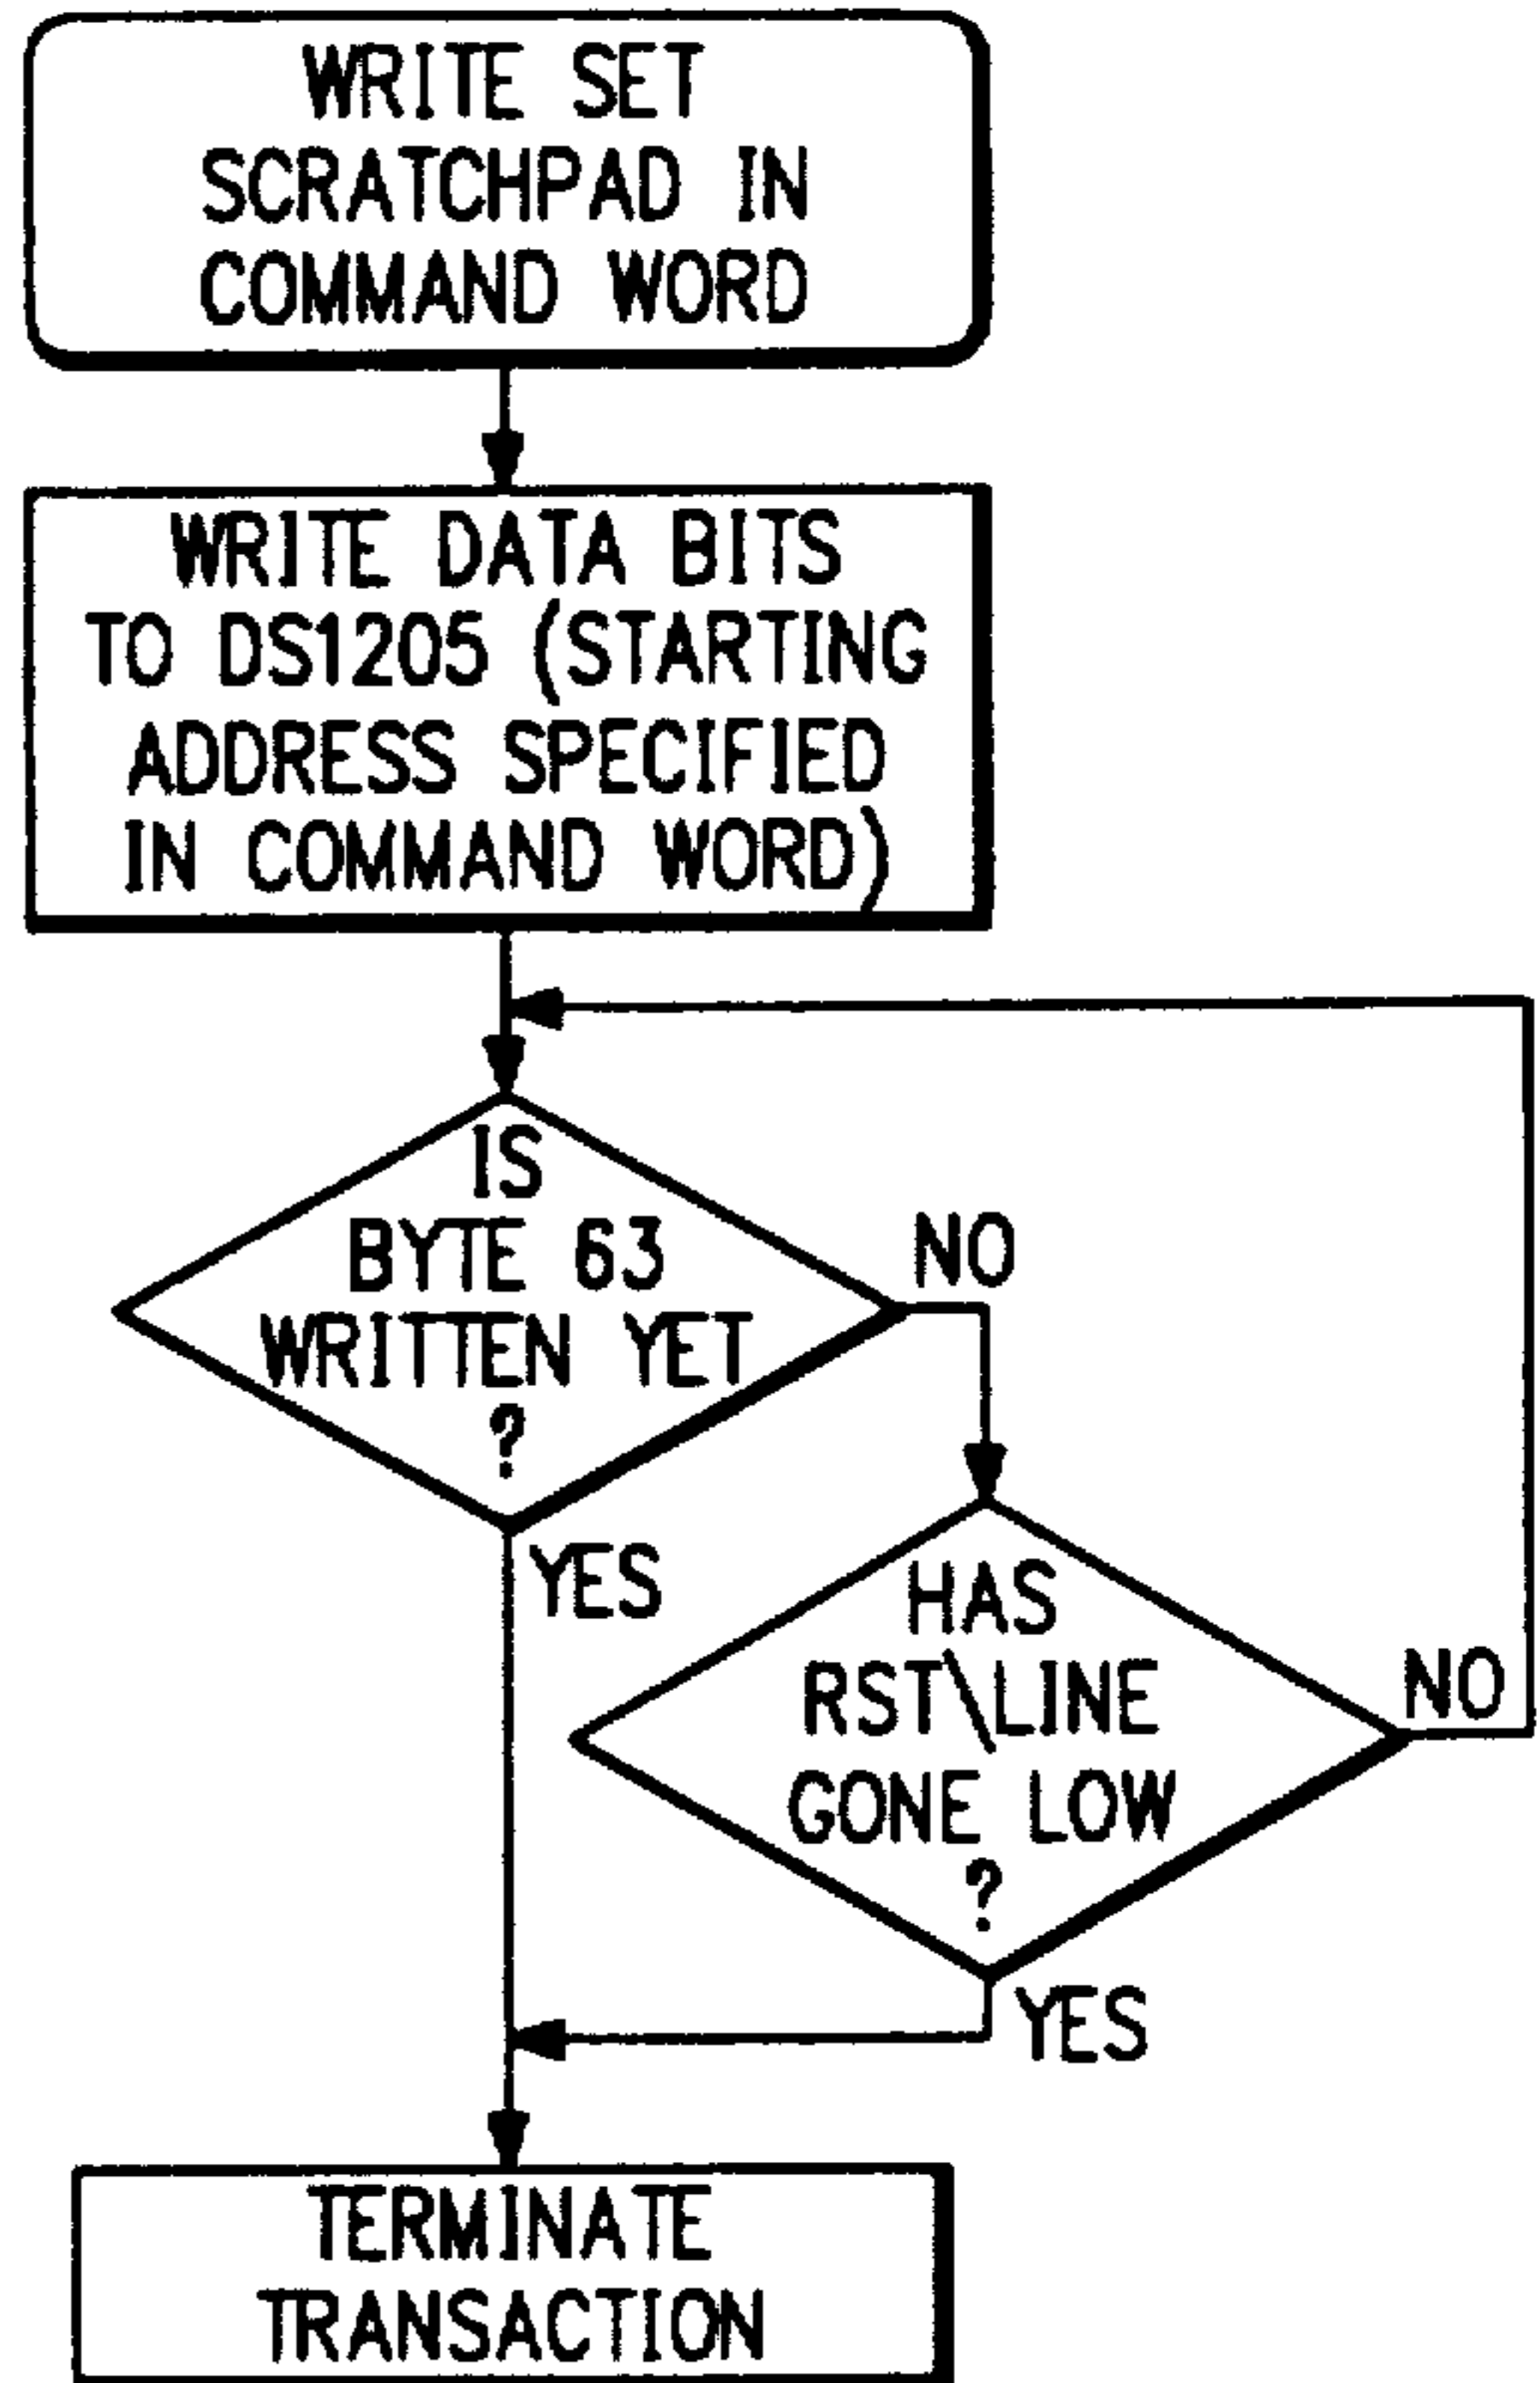 WRITE SET
SCRATCHPAD IN
COMMAND WORD
WRITE DATA BITS
TO DS1205 (STARTING
ADDRESS SPECIFIED
IN COMMAND WORD)
IS
BYTE 63
WRITTEN YET
?
NO
YES
HAS
RST\LINE
GONE LOW
?
NO
YES
TERMINATE
TRANSACTION